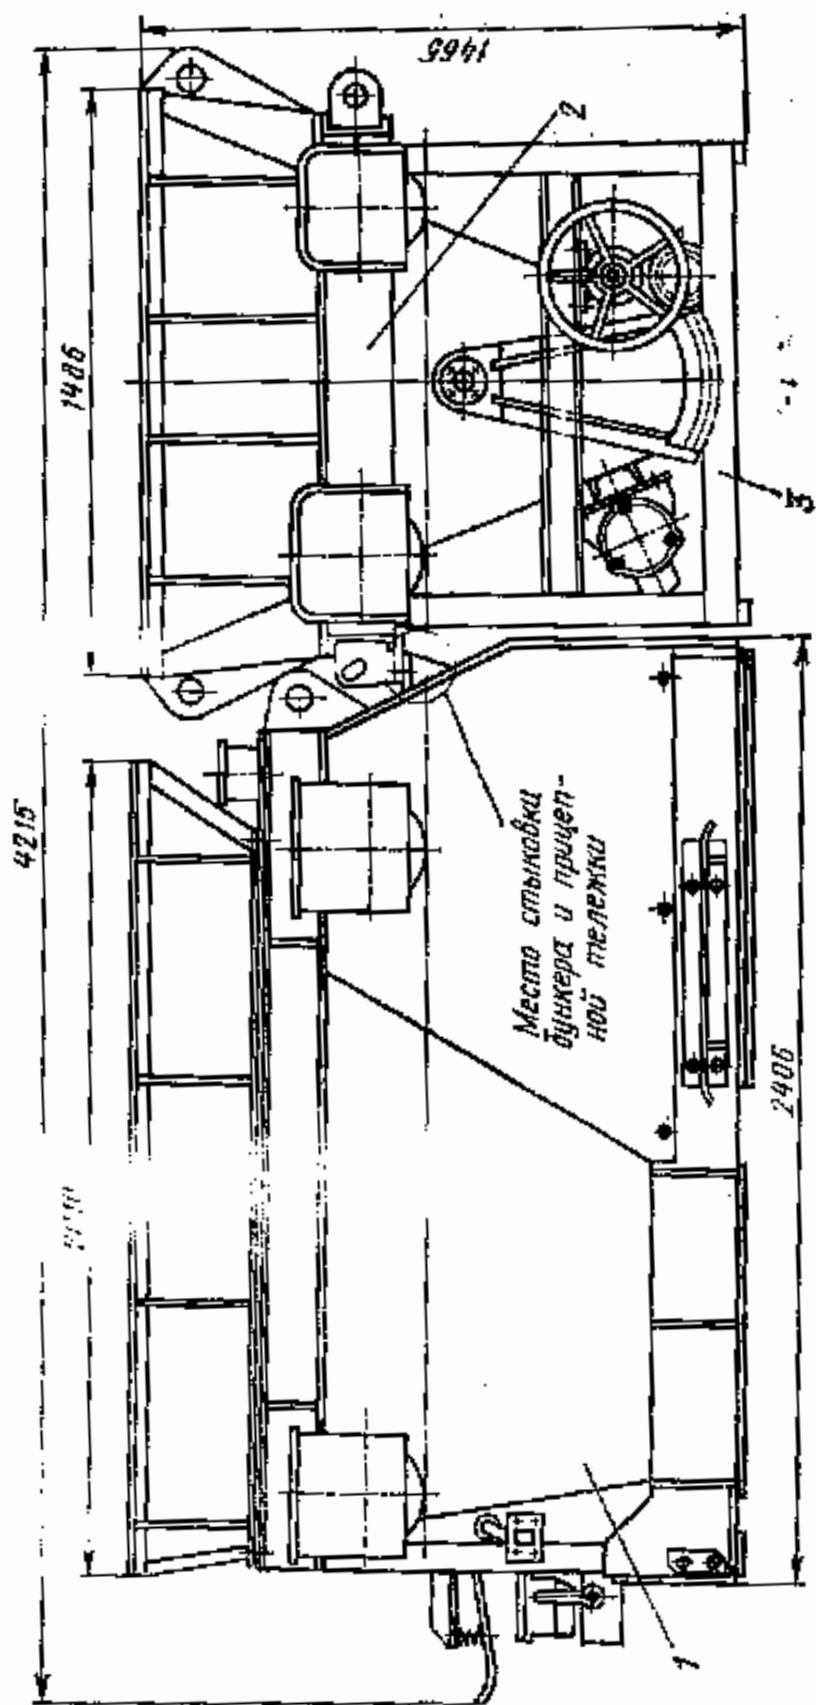 4215
1486
1465
2
3
Место стыковки
бункера и прицеп-
ной тележки
2406
1